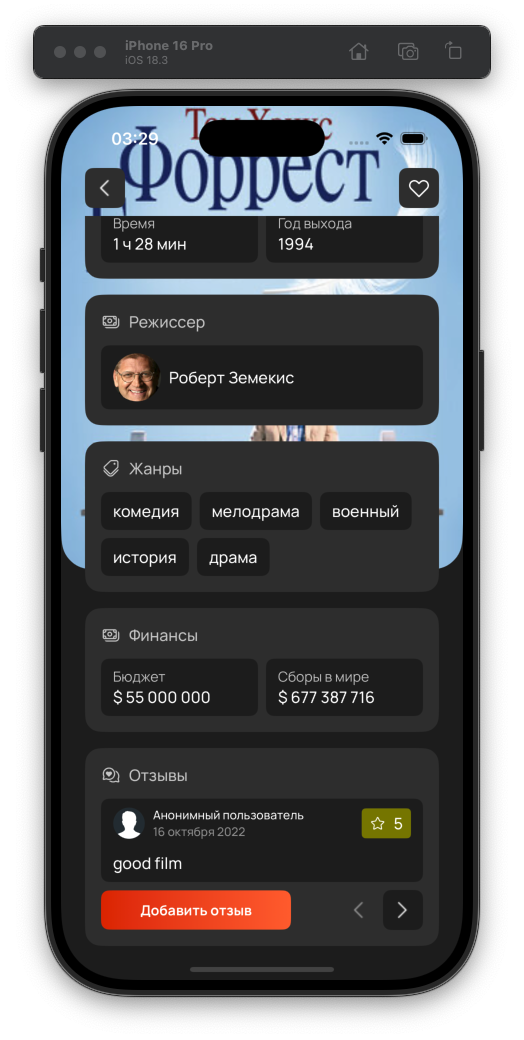 iPhone 16 Pro
iOS 18.3
03:29
Том Хэнкс
Форрест
Время
1 ч 28 мин
Год выхода
1994
Режиссер
Роберт Земекис
Жанры
комедия
мелодрама
военный
история
драма
Финансы
Бюджет
$ 55 000 000
Сборы в мире
$ 677 387 716
Отзывы
Анонимный пользователь
16 октября 2022
5
good film
Добавить отзыв